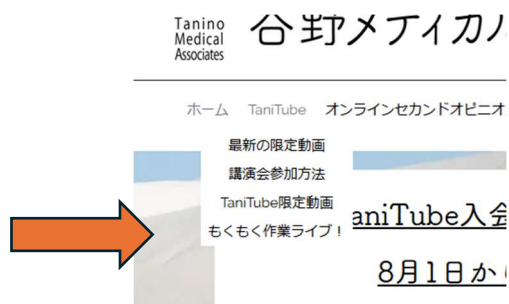 Tanino
Medical
Associates
谷野メディカル
ホーム TaniTube オンラインセカンドオピニオ
最新の限定動画
講演会参加方法
TaniTube限定動画
もくもく作業ライブ！
aniTube入会
8月1日か